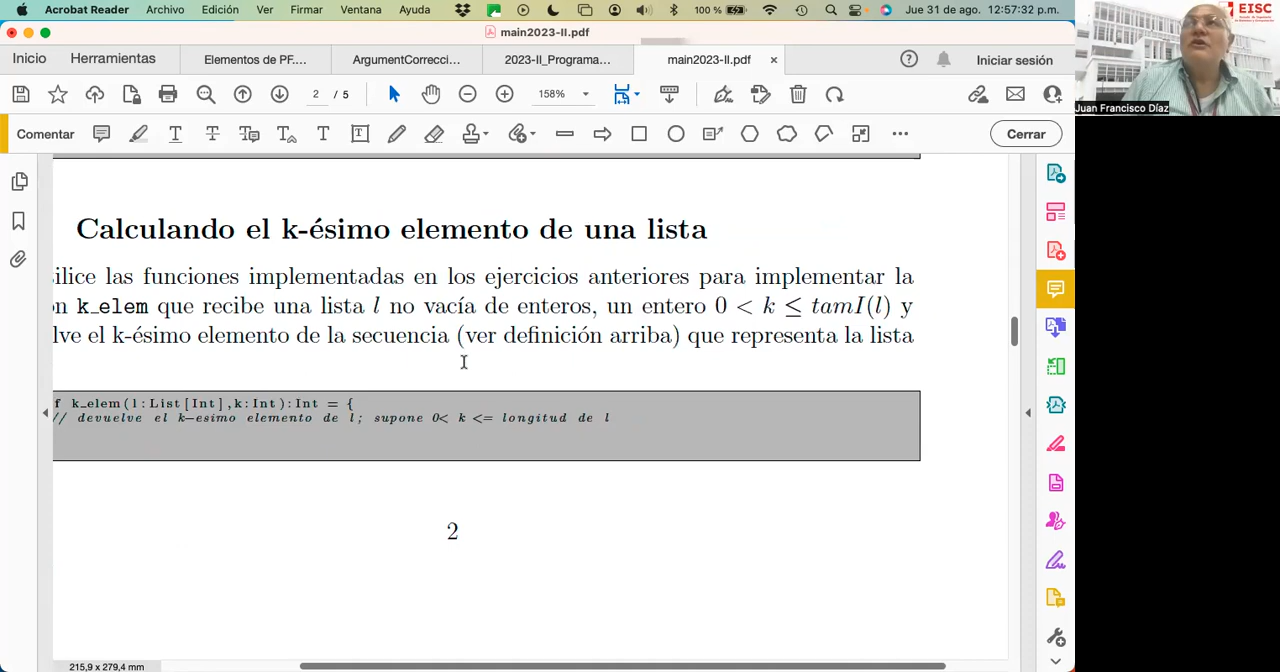 Acrobat Reader Archivo Edición Ver Firmar Ventana Ayuda 100 % Jue 31 de ago. 12:57:32 p.m.
main2023-II.pdf
Inicio Herramientas Elementos de PF.... ArgumentCorrecci... 2023-II_Programa... main2023-II.pdf × Iniciar sesión
2 / 5 158%
Comentar Cerrar
Calculando el k-ésimo elemento de una lista
ilice las funciones implementadas en los ejercicios anteriores para implementar la
n k_elem que recibe una lista l no vacía de enteros, un entero 0 < k ≤ tamI(l) y
lve el k-ésimo elemento de la secuencia (ver definición arriba) que representa la lista
f k_elem(l:List[Int],k:Int):Int = {
// devuelve el k-esimo elemento de l; supone 0< k <= longitud de l
2
215,9 x 279,4 mm
EISC
Juan Francisco Díaz